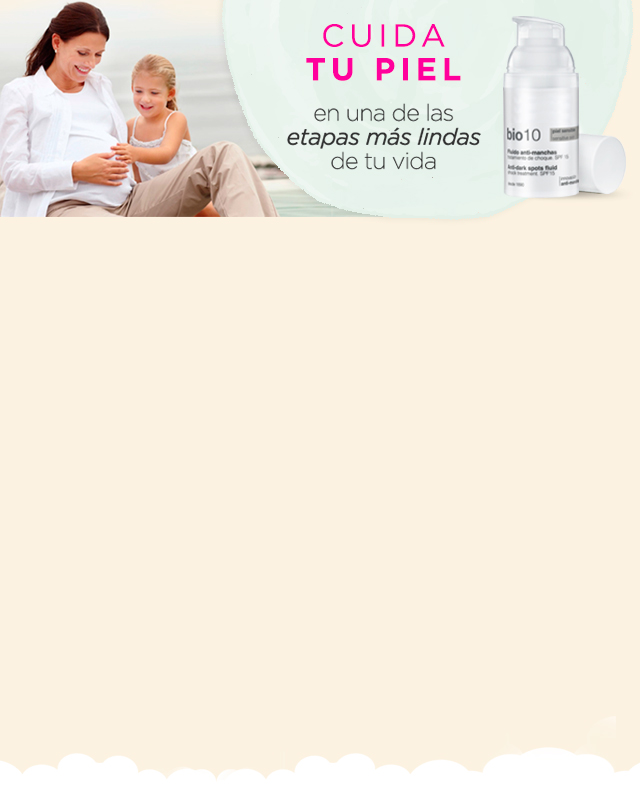 CUIDA
TU PIEL
en una de las
etapas más lindas
de tu vida
bio10
Fluido anti-manchas
tratamiento de choque. SPF 15
Anti-dark spots fluid
shock treatment. SPF15